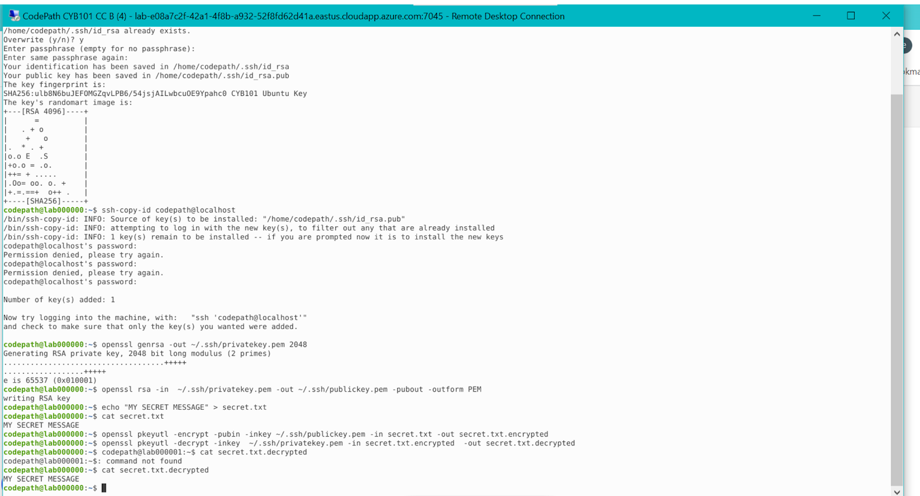 CodePath CYB101 CC B (4) - lab-e08a7c2f-42a1-4f8b-a932-52f8fd62d41a.eastus.cloudapp.azure.com:7045 - Remote Desktop Connection
/home/codepath/.ssh/id_rsa already exists.
Overwrite (y/n)? y
Enter passphrase (empty for no passphrase):
Enter same passphrase again:
Your identification has been saved in /home/codepath/.ssh/id_rsa
Your public key has been saved in /home/codepath/.ssh/id_rsa.pub
The key fingerprint is:
SHA256:ulb8N6buJEFOMGZqvLPB6/54jsjAILwbcuOE9Ypahc0 CYB101 Ubuntu Key
The key's randomart image is:
+---[RSA 4096]----+
|      =          |
|   . + o         |
|    +   o        |
|.  * . +         |
|o.o E  .S        |
|+o.o = .o.       |
|++= + .....      |
|.Oo= oo. o. +    |
|+.=.==+  o++ .   |
+----[SHA256]-----+
codepath@lab000000:~$ ssh-copy-id codepath@localhost
/bin/ssh-copy-id: INFO: Source of key(s) to be installed: "/home/codepath/.ssh/id_rsa.pub"
/bin/ssh-copy-id: INFO: attempting to log in with the new key(s), to filter out any that are already installed
/bin/ssh-copy-id: INFO: 1 key(s) remain to be installed -- if you are prompted now it is to install the new keys
codepath@localhost's password:
Permission denied, please try again.
codepath@localhost's password:
Permission denied, please try again.
codepath@localhost's password:
Number of key(s) added: 1
Now try logging into the machine, with:   "ssh 'codepath@localhost'"
and check to make sure that only the key(s) you wanted were added.
codepath@lab000000:~$ openssl genrsa -out ~/.ssh/privatekey.pem 2048
Generating RSA private key, 2048 bit long modulus (2 primes)
......................................+++++
...................+++++
e is 65537 (0x010001)
codepath@lab000000:~$ openssl rsa -in  ~/.ssh/privatekey.pem -out ~/.ssh/publickey.pem -pubout -outform PEM
writing RSA key
codepath@lab000000:~$ echo "MY SECRET MESSAGE" > secret.txt
codepath@lab000000:~$ cat secret.txt
MY SECRET MESSAGE
codepath@lab000000:~$ openssl pkeyutl -encrypt -pubin -inkey ~/.ssh/publickey.pem -in secret.txt -out secret.txt.encrypted
codepath@lab000000:~$ openssl pkeyutl -decrypt -inkey  ~/.ssh/privatekey.pem -in secret.txt.encrypted  -out secret.txt.decrypted
codepath@lab000000:~$ codepath@lab000001:~$ cat secret.txt.decrypted
codepath@lab000001:~$: command not found
codepath@lab000000:~$ cat secret.txt.decrypted
MY SECRET MESSAGE
codepath@lab000000:~$